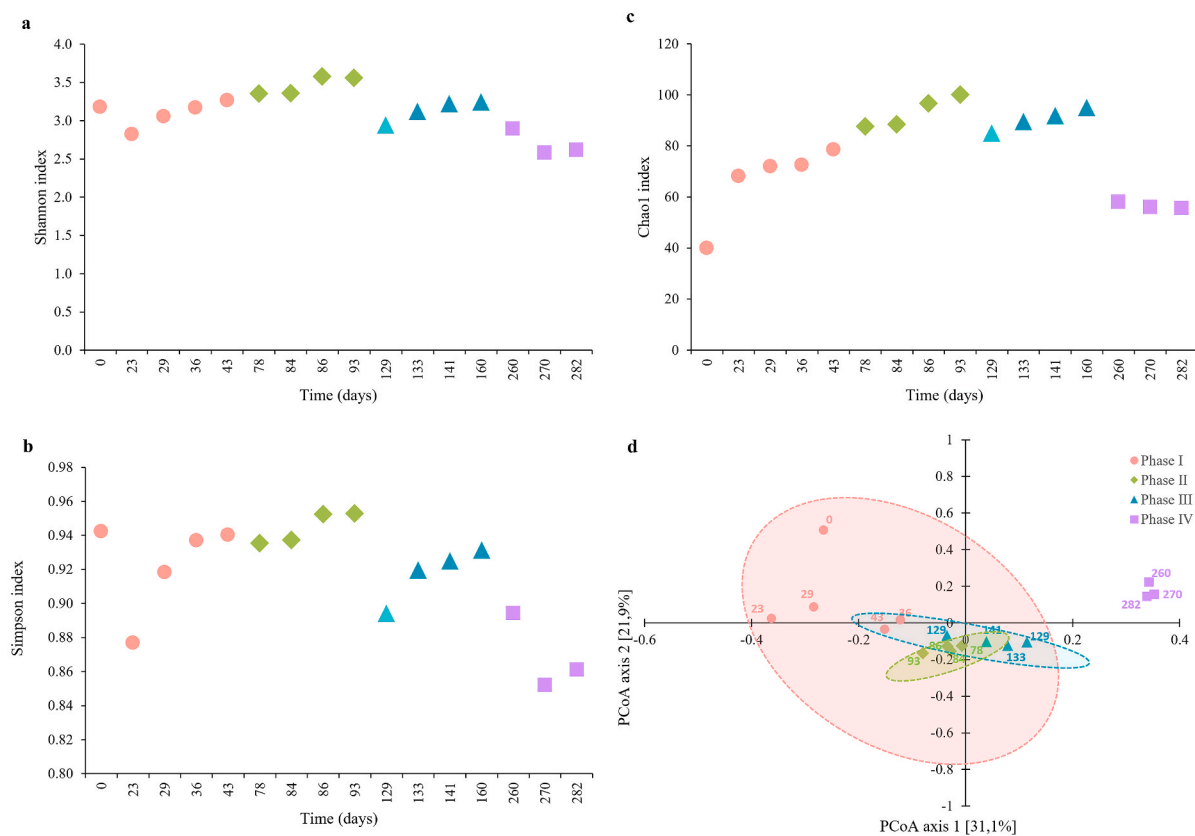 a
4.0
3.5
3.0
2.5
2.0
1.5
1.0
0.5
0.0
Shannon index
0 23 29 36 43 78 84 86 93 129 133 141 160 260 270 282
Time (days)
c
120
100
80
60
40
20
0
Chao1 index
0 23 29 36 43 78 84 86 93 129 133 141 160 260 270 282
Time (days)
b
0.98
0.96
0.94
0.92
0.90
0.88
0.86
0.84
0.82
0.80
Simpson index
0 23 29 36 43 78 84 86 93 129 133 141 160 260 270 282
Time (days)
d
1
0.8
0.6
0.4
0.2
0
-0.2
-0.4
-0.6
-0.8
-1
-0.6 -0.4 -0.2 0.2 0.4
PCoA axis 2 [21,9%]
PCoA axis 1 [31,1%]
Phase I
Phase II
Phase III
Phase IV
0
23
29
43
36
129
141
129
133
86
84
78
93
260
270
282